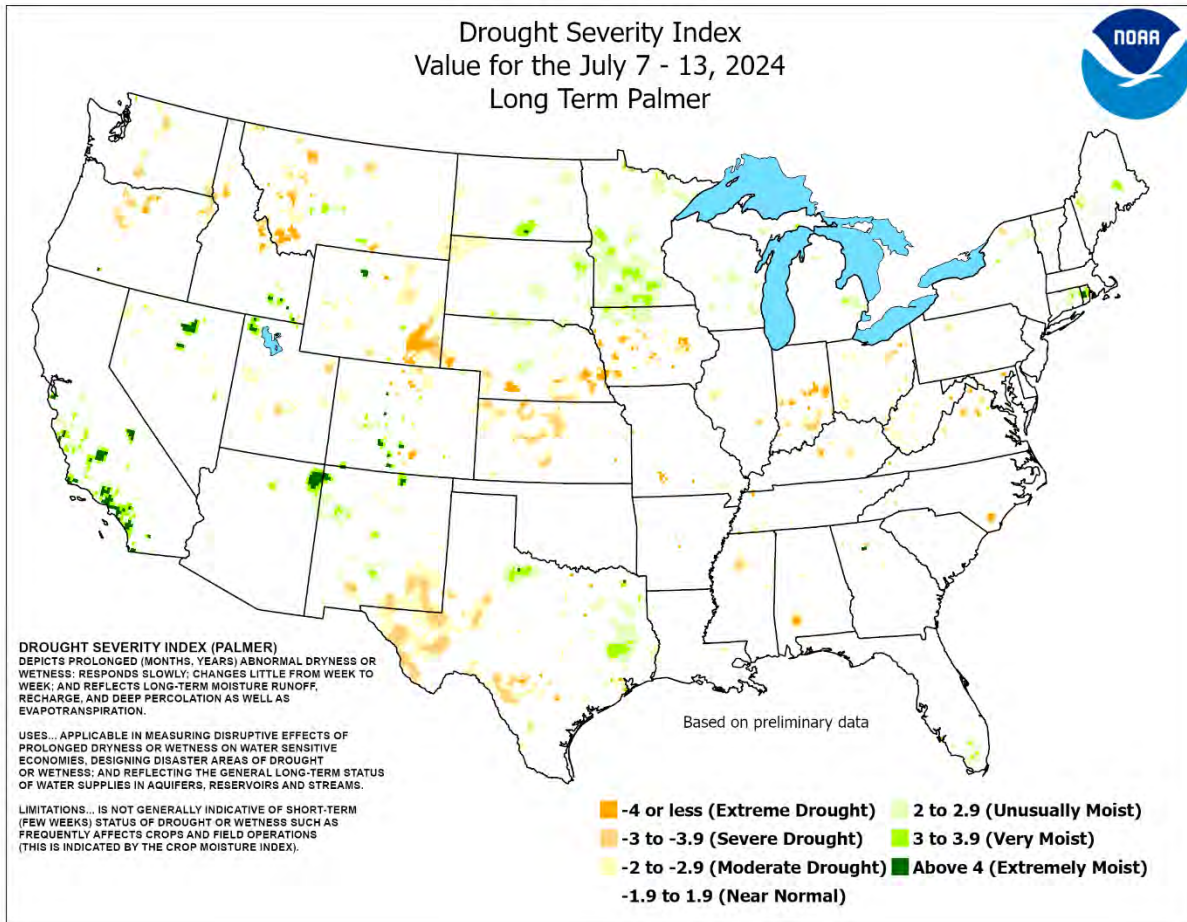 Drought Severity Index
Value for the July 7 - 13, 2024
Long Term Palmer
NOAA
DROUGHT SEVERITY INDEX (PALMER)
DEPICTS PROLONGED (MONTHS, YEARS) ABNORMAL DRYNESS OR
WETNESS: RESPONDS SLOWLY; CHANGES LITTLE FROM WEEK TO
WEEK; AND REFLECTS LONG-TERM MOISTURE RUNOFF,
RECHARGE, AND DEEP PERCOLATION AS WELL AS
EVAPOTRANSPIRATION.
USES... APPLICABLE IN MEASURING DISRUPTIVE EFFECTS OF
PROLONGED DRYNESS OR WETNESS ON WATER SENSITIVE
ECONOMIES, DESIGNING DISASTER AREAS OF DROUGHT
OR WETNESS; AND REFLECTING THE GENERAL LONG-TERM STATUS
OF WATER SUPPLIES IN AQUIFERS, RESERVOIRS AND STREAMS.
LIMITATIONS... IS NOT GENERALLY INDICATIVE OF SHORT-TERM
(FEW WEEKS) STATUS OF DROUGHT OR WETNESS SUCH AS
FREQUENTLY AFFECTS CROPS AND FIELD OPERATIONS
(THIS IS INDICATED BY THE CROP MOISTURE INDEX).
Based on preliminary data
-4 or less (Extreme Drought)
-3 to -3.9 (Severe Drought)
-2 to -2.9 (Moderate Drought)
-1.9 to 1.9 (Near Normal)
2 to 2.9 (Unusually Moist)
3 to 3.9 (Very Moist)
Above 4 (Extremely Moist)